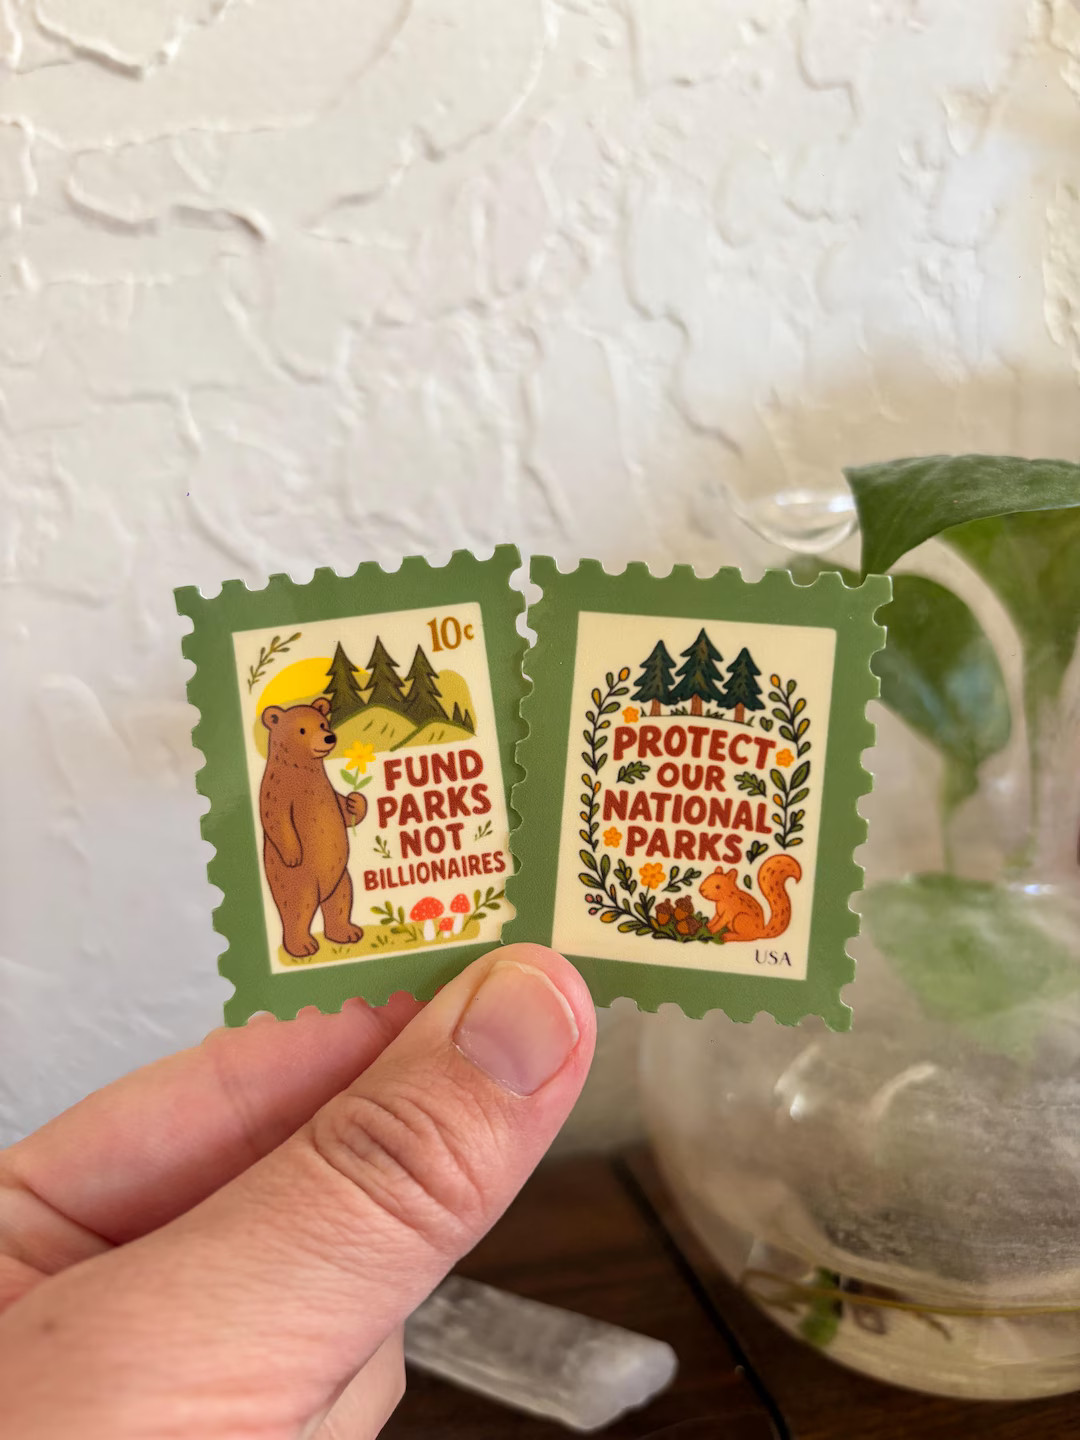 10c
FUND
PARKS
NOT
BILLIONAIRES
PROTECT
OUR
NATIONAL
PARKS
USA